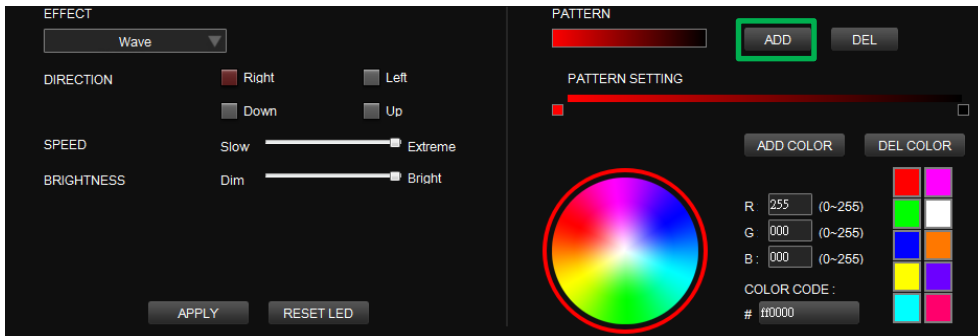 EFFECT
Wave
DIRECTION
Right
Left
Down
Up
SPEED
Slow
Extreme
BRIGHTNESS
Dim
Bright
APPLY
RESET LED
PATTERN
ADD
DEL
PATTERN SETTING
ADD COLOR
DEL COLOR
R 255 (0~255)
G 000 (0~255)
B : 000 (0~255)
COLOR CODE :
# ff0000